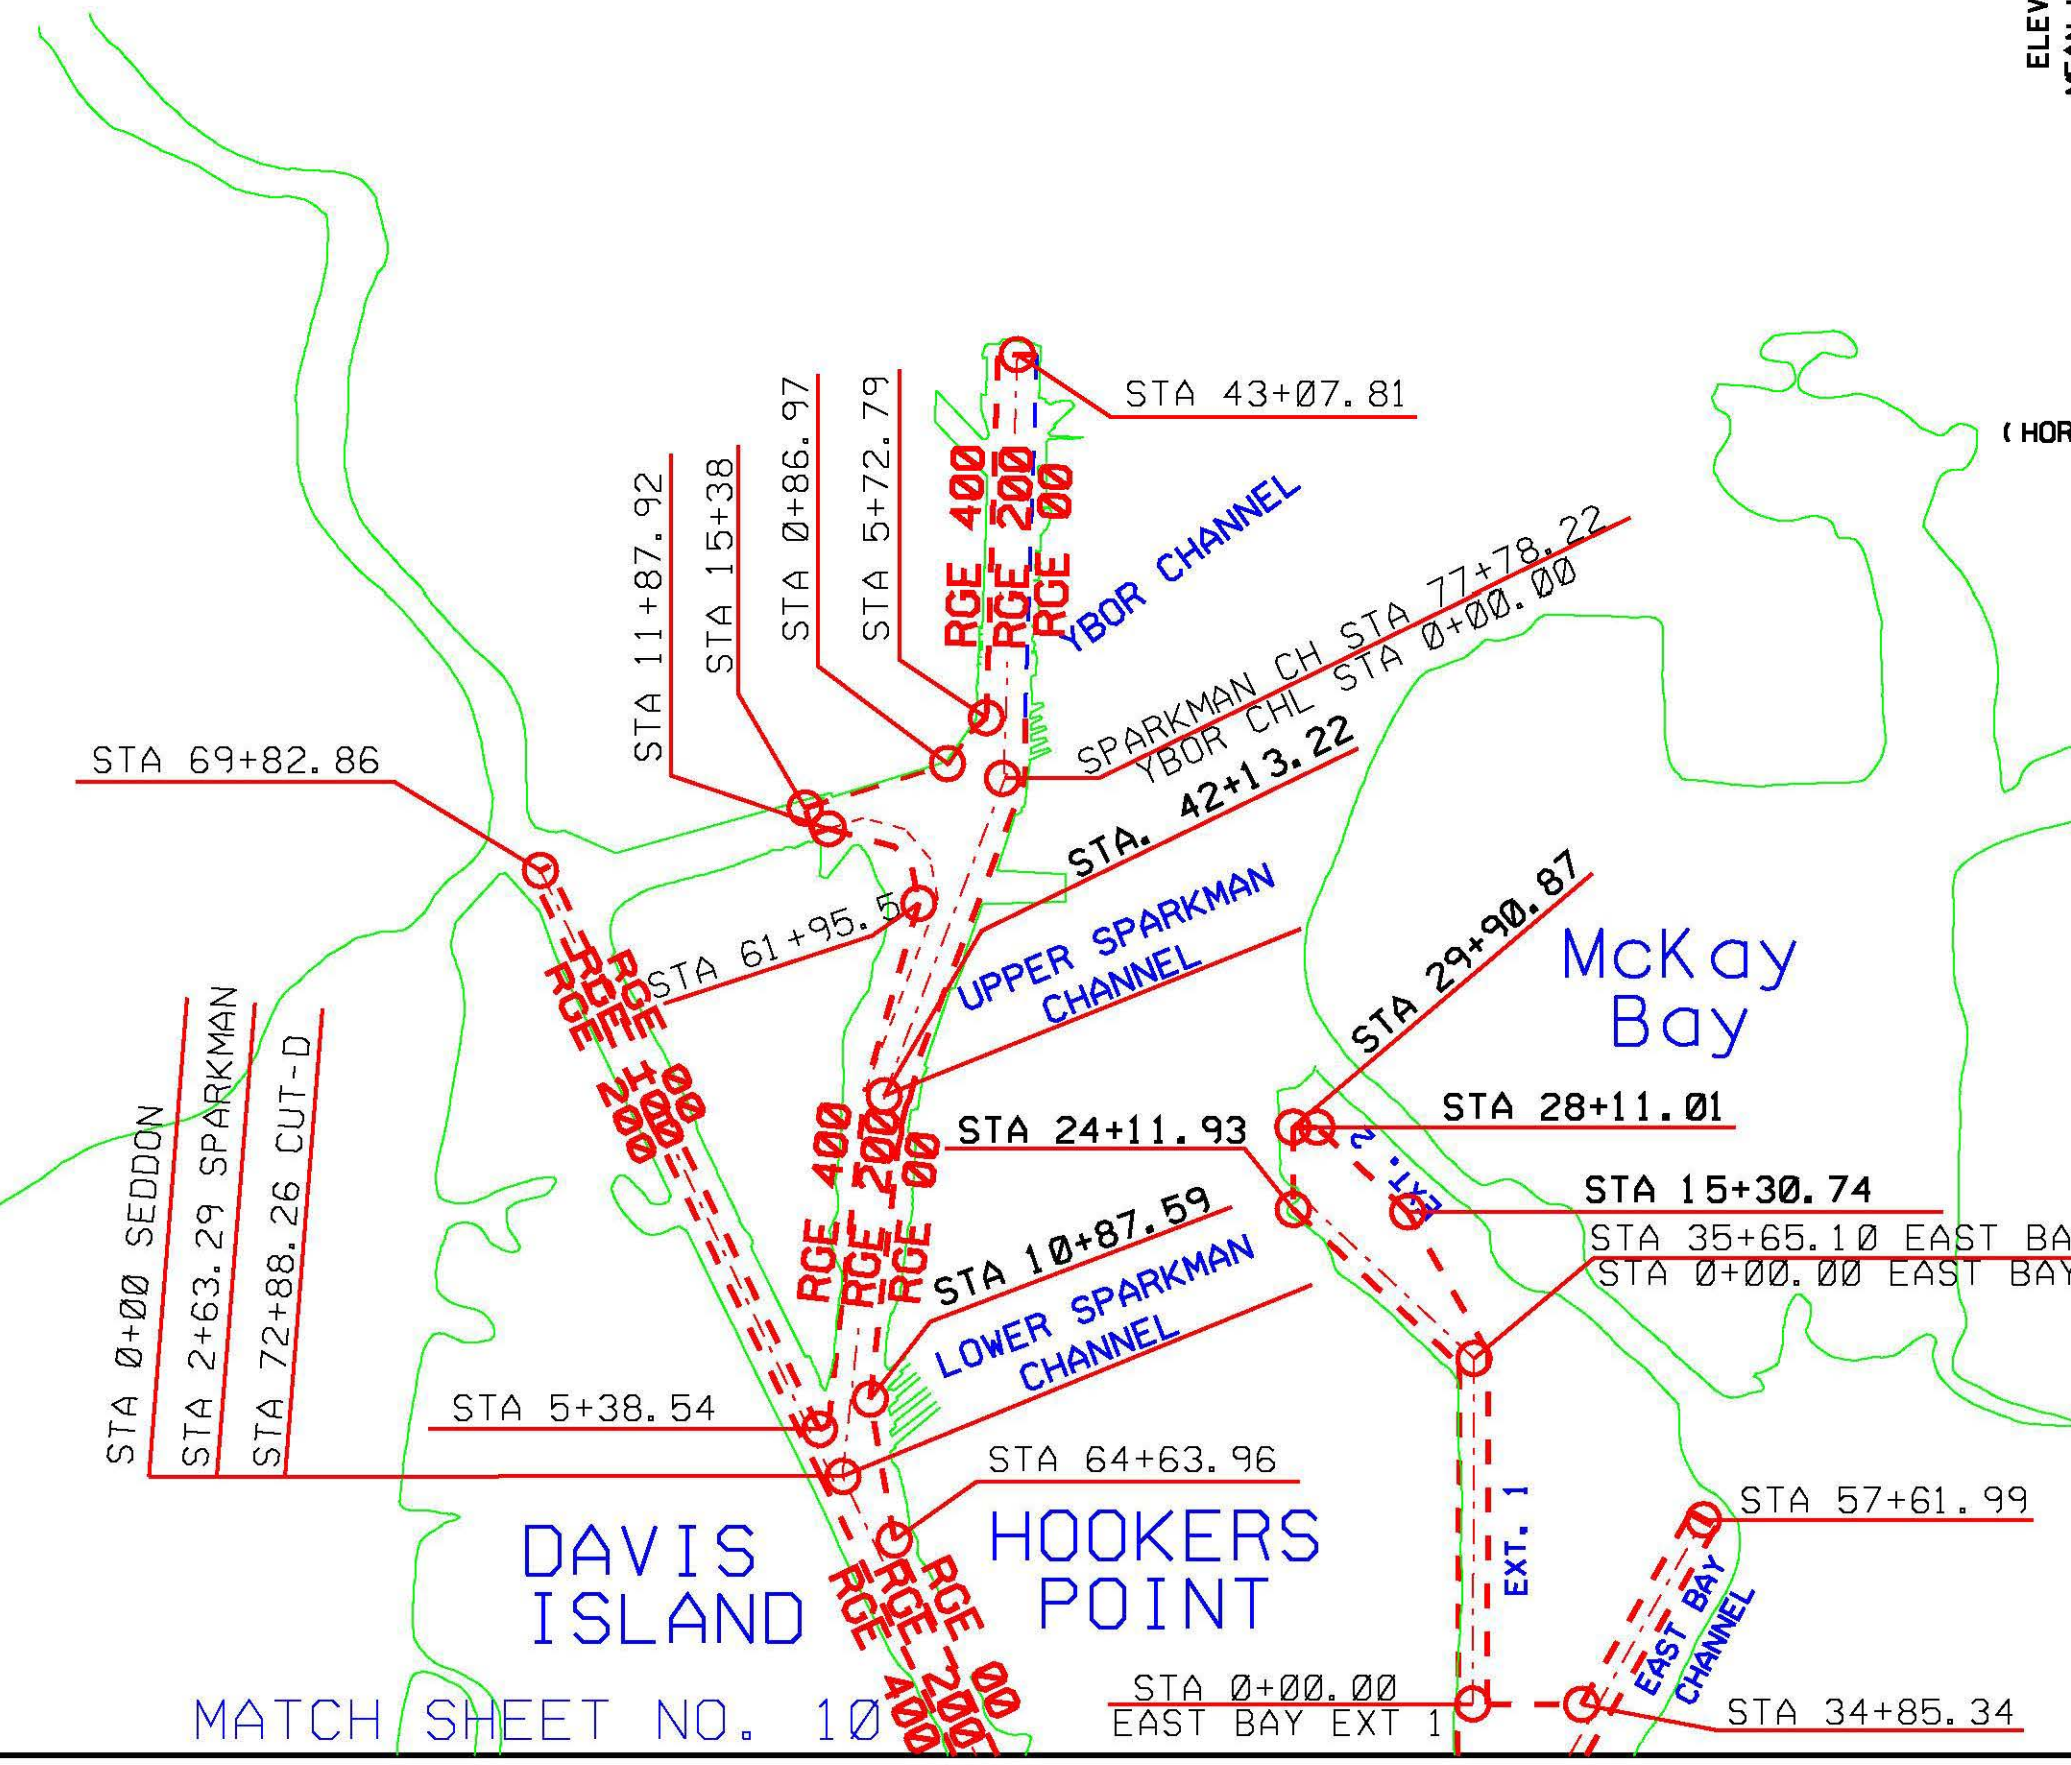 ELEV
(HOR
STA 43+07.81
STA 11+87.92
STA 15+38
STA 0+86.97
STA 5+72.79
RGE 400
RGE 200
RGE 00
YBOR CHANNEL
SPARKMAN CH STA 77+78.22
YBOR CHL STA 0+00.00
STA. 42+13.22
STA 69+82.86
STA 61+95.5
UPPER SPARKMAN
CHANNEL
McKay
Bay
STA 29+90.87
STA 28+11.01
STA 24+11.93
EXT. 2
STA 15+30.74
STA 35+65.10 EAST BA
STA 0+00.00 EAST BAY
RGE 00
RGE 100
RGE 200
RGE 400
RGE 200
RGE 00
STA 0+00 SEDDON
STA 2+63.29 SPARKMAN
STA 72+88.26 CUT-D
STA 10+87.59
LOWER SPARKMAN
CHANNEL
STA 5+38.54
STA 64+63.96
DAVIS
ISLAND
HOOKERS
POINT
RGE 400
RGE 200
RGE 00
EXT. 1
STA 57+61.99
EAST BAY
CHANNEL
STA 0+00.00
EAST BAY EXT 1
STA 34+85.34
MATCH SHEET NO. 10